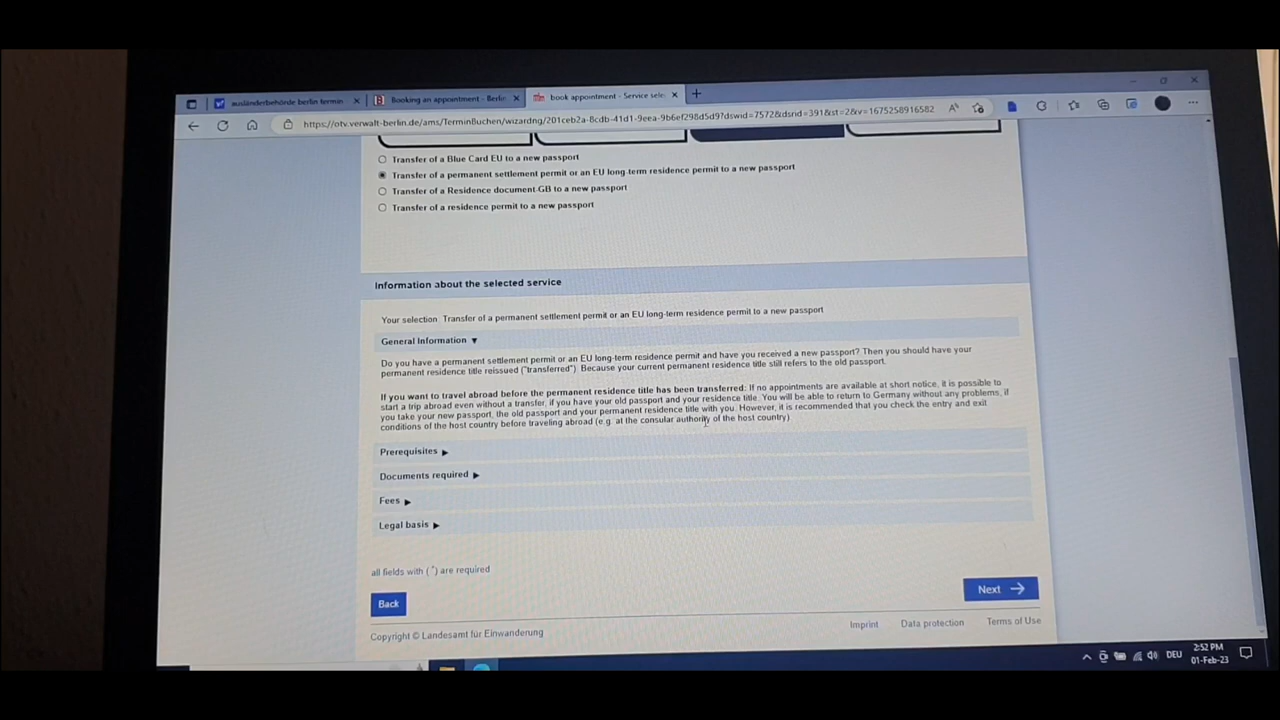 ausländerbehörde berlin termin
Booking an appointment - Berlin
book appointment - Service sele
Transfer of a Blue Card EU to a new passport
Transfer of a permanent settlement permit or an EU long-term residence permit to a new passport
Transfer of a Residence document-GB to a new passport
Transfer of a residence permit to a new passport
Information about the selected service
Your selection: Transfer of a permanent settlement permit or an EU long-term residence permit to a new passport
General Information ▼
Do you have a permanent settlement permit or an EU long-term residence permit and have you received a new passport? Then you should have your
permanent residence title reissued ("transferred"). Because your current permanent residence title still refers to the old passport.
If you want to travel abroad before the permanent residence title has been transferred: If no appointments are available at short notice, it is possible to
start a trip abroad even without a transfer, if you have your old passport and your residence title. You will be able to return to Germany without any problems, if
you take your new passport, the old passport and your permanent residence title with you. However, it is recommended that you check the entry and exit
conditions of the host country before traveling abroad (e.g. at the consular authority of the host country).
Prerequisites ▶
Documents required ▶
Fees ▶
Legal basis ▶
all fields with (*) are required
Back
Next →
Copyright © Landesamt für Einwanderung
Imprint Data protection Terms of Use
DEU
2:52 PM
01-Feb-23